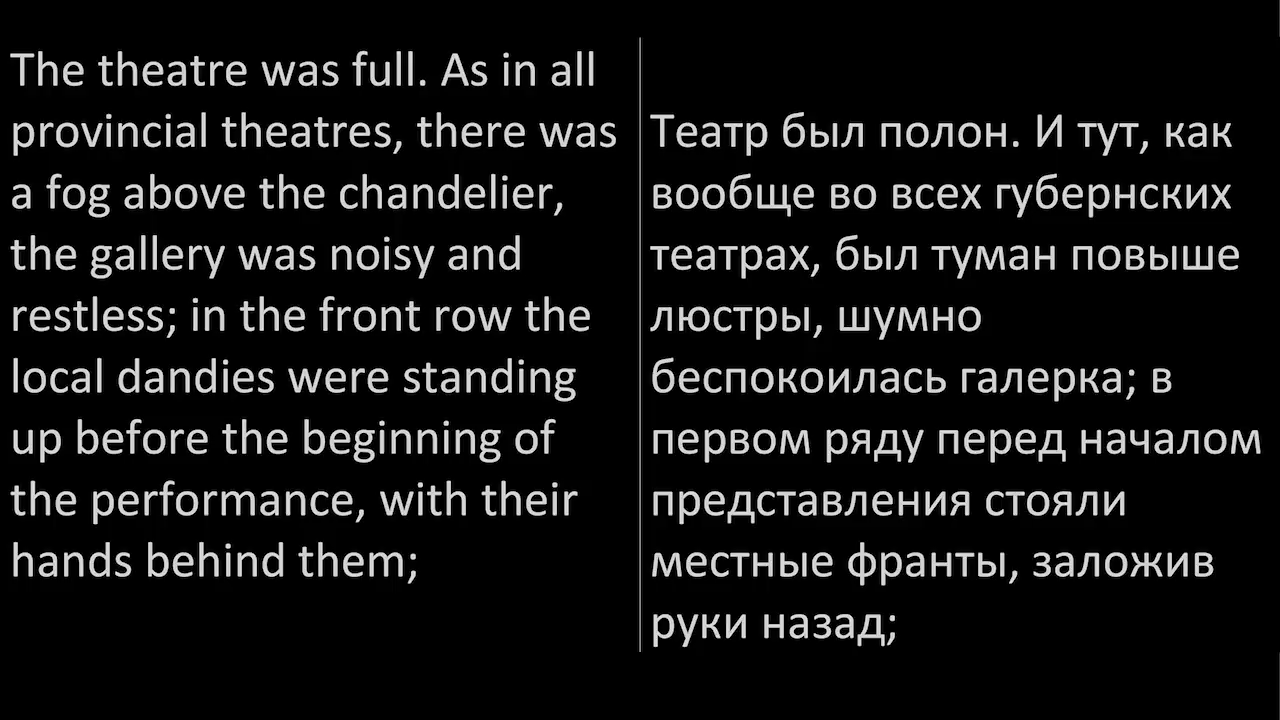 The theatre was full. As in all
provincial theatres, there was
a fog above the chandelier,
the gallery was noisy and
restless; in the front row the
local dandies were standing
up before the beginning of
the performance, with their
hands behind them;
Театр был полон. И тут, как
вообще во всех губернских
театрах, был туман повыше
люстры, шумно
беспокоилась галерка; в
первом ряду перед началом
представления стояли
местные франты, заложив
руки назад;